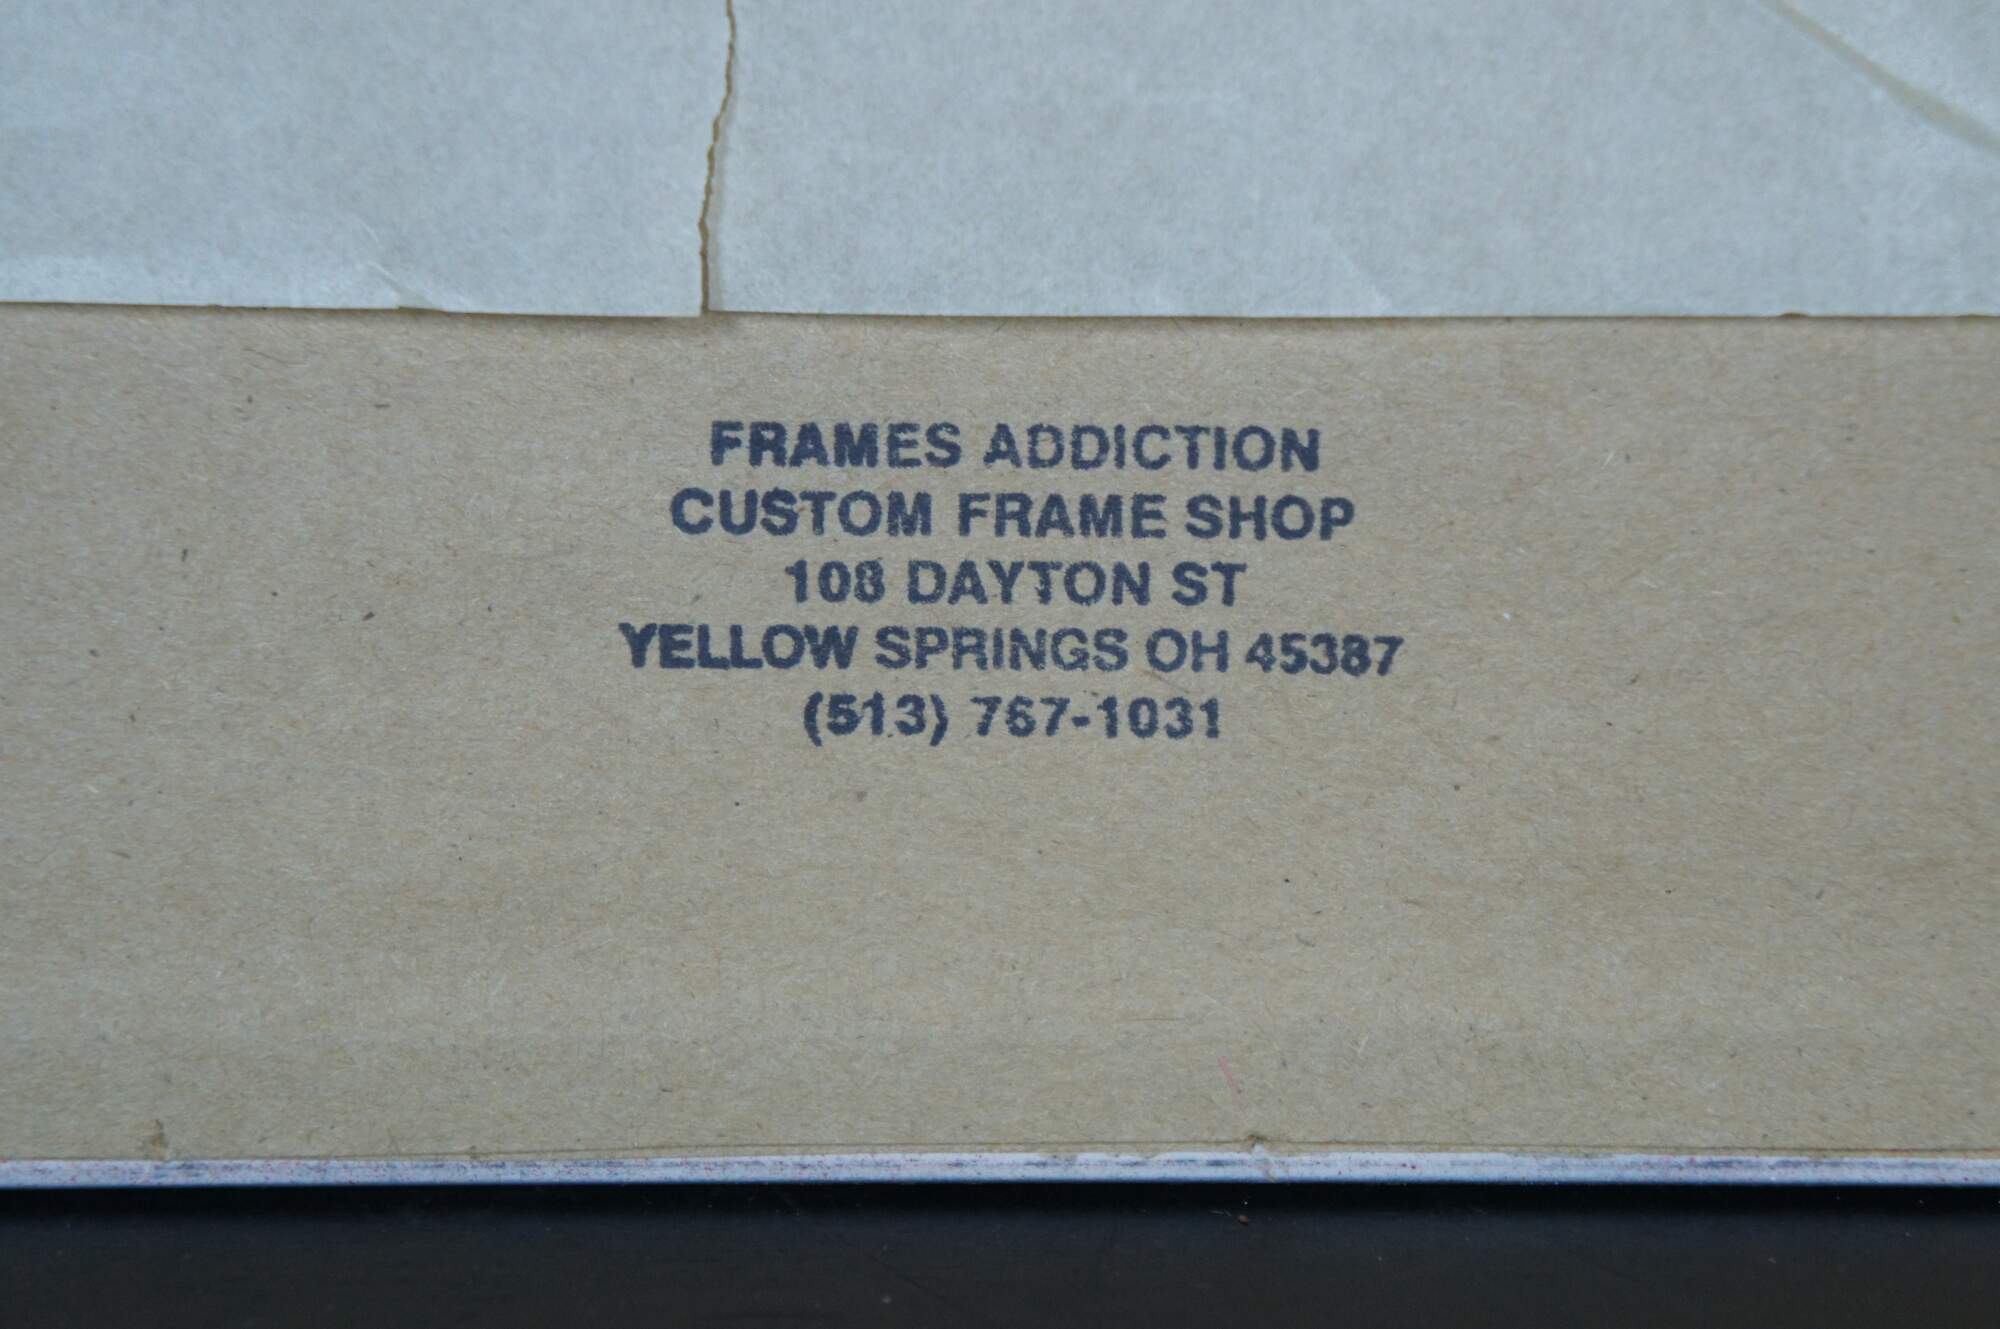 FRAMES ADDICTION
CUSTOM FRAME SHOP
108 DAYTON ST
YELLOW SPRINGS OH 45387
(513) 767-1031